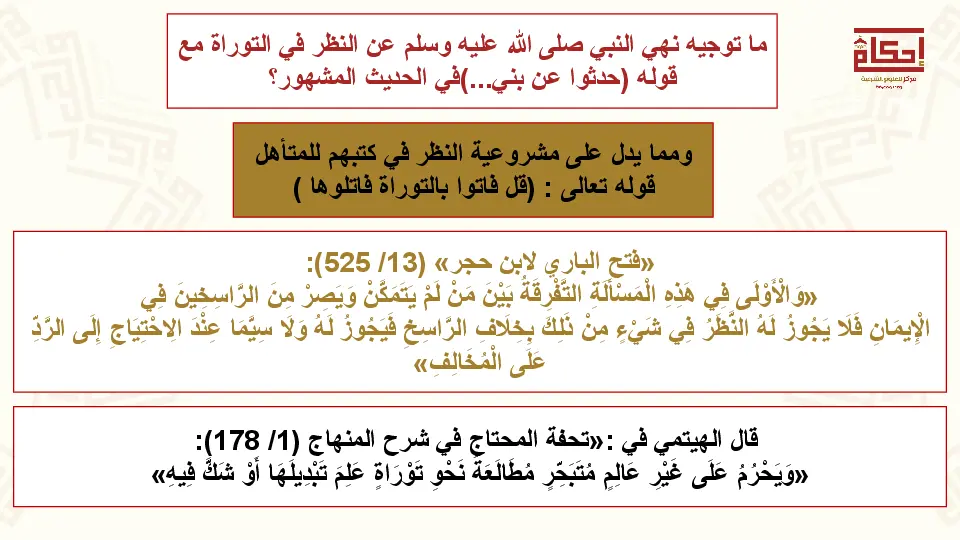 ما توجيه نهي النبي صلى الله عليه وسلم عن النظر في التوراة مع
قوله (حدثوا عن بني...)في الحديث المشهور؟
إحكام
مركز للعلوم الشرعية
ومما يدل على مشروعية النظر في كتبهم للمتأهل
قوله تعالى : (قل فاتوا بالتوراة فاتلوها )
«فتح الباري لابن حجر» (13/ 525):
«وَالْأَوْلَى فِي هَذِهِ الْمَسْأَلَةِ التَّفْرِقَةُ بَيْنَ مَنْ لَمْ يَتَمَكَّنْ وَيَصِرْ مِنَ الرَّاسِخِينَ فِي
الْإِيمَانِ فَلَا يَجُوزُ لَهُ النَّظَرُ فِي شَيْءٍ مِنْ ذَلِكَ بِخِلَافِ الرَّاسِخِ فَيَجُوزُ لَهُ وَلَا سِيَّمَا عِنْدَ الِاحْتِيَاجِ إِلَى الرَّدِّ
عَلَى الْمُخَالِفِ»
قال الهيتمي في :«تحفة المحتاج في شرح المنهاج (1/ 178):
«وَيَحْرُمُ عَلَى غَيْرِ عَالِمٍ مُتَبَحِّرٍ مُطَالَعَةُ نَحْوِ تَوْرَاةٍ عَلِمَ تَبْدِيلَهَا أَوْ شَكَّ فِيهِ»